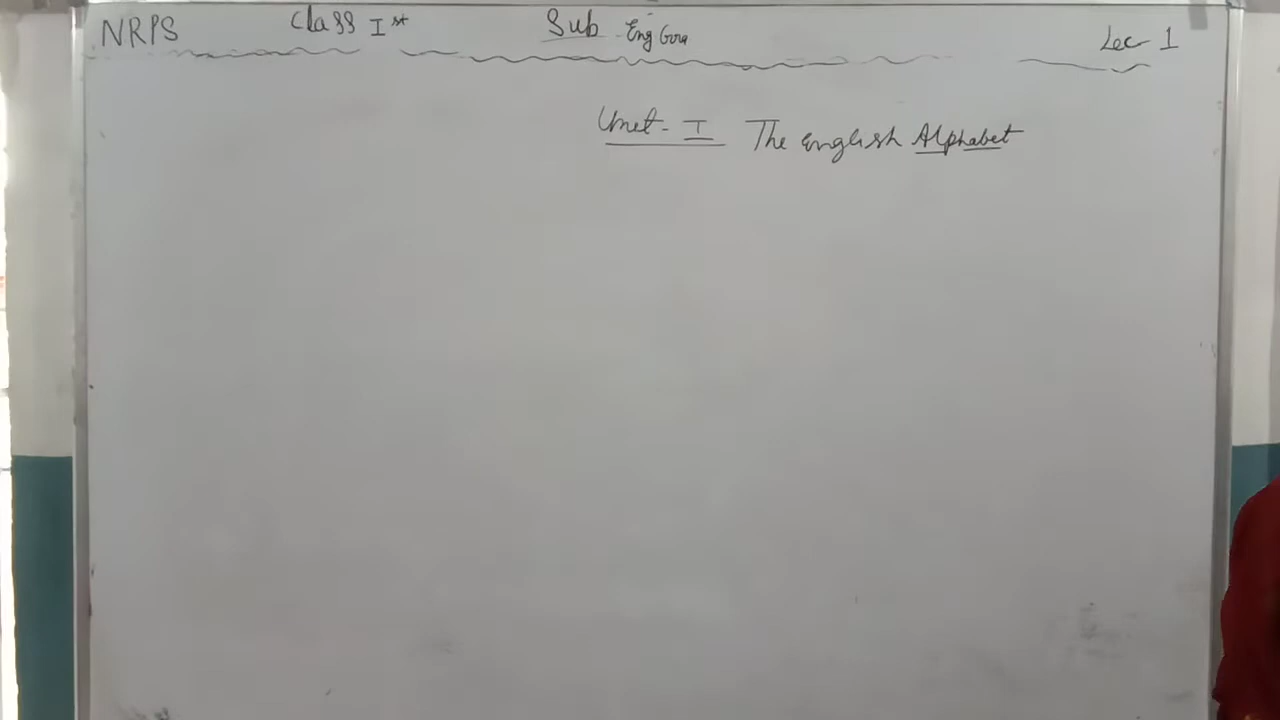 NRPS Class Ist Sub Eng Gra Lec 1
Unit - I The English Alphabet